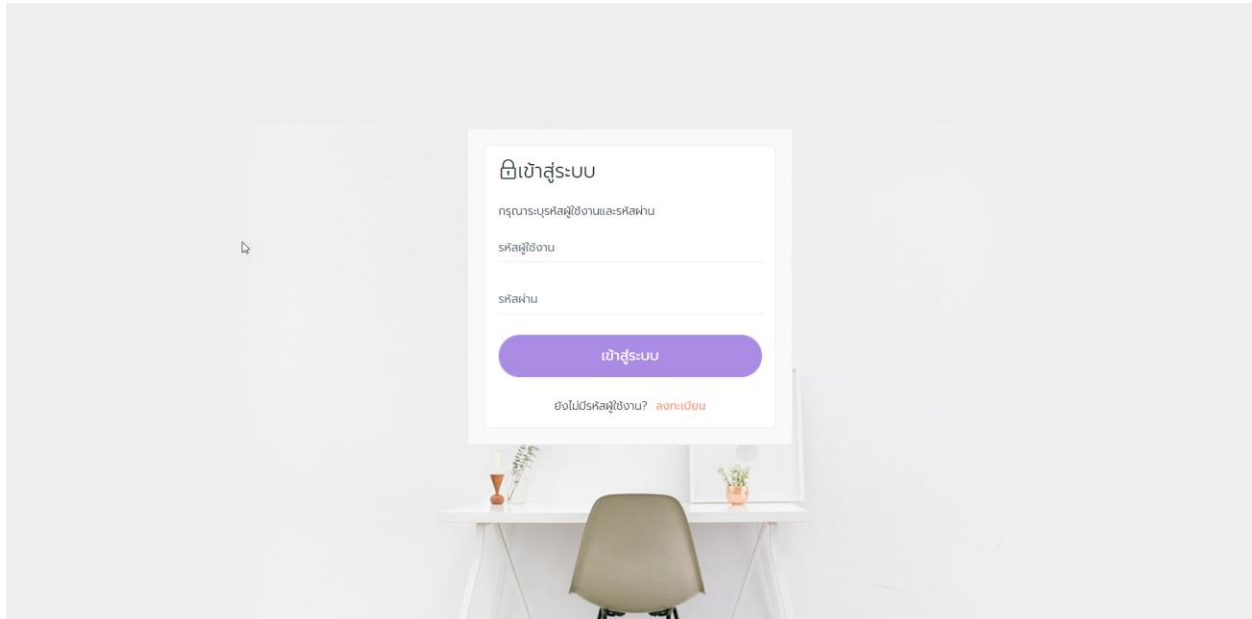 เข้าสู่ระบบ
กรุณาระบุรหัสผู้ใช้งานและรหัสผ่าน
รหัสผู้ใช้งาน
รหัสผ่าน
เข้าสู่ระบบ
ยังไม่มีรหัสผู้ใช้งาน? ลงทะเบียน